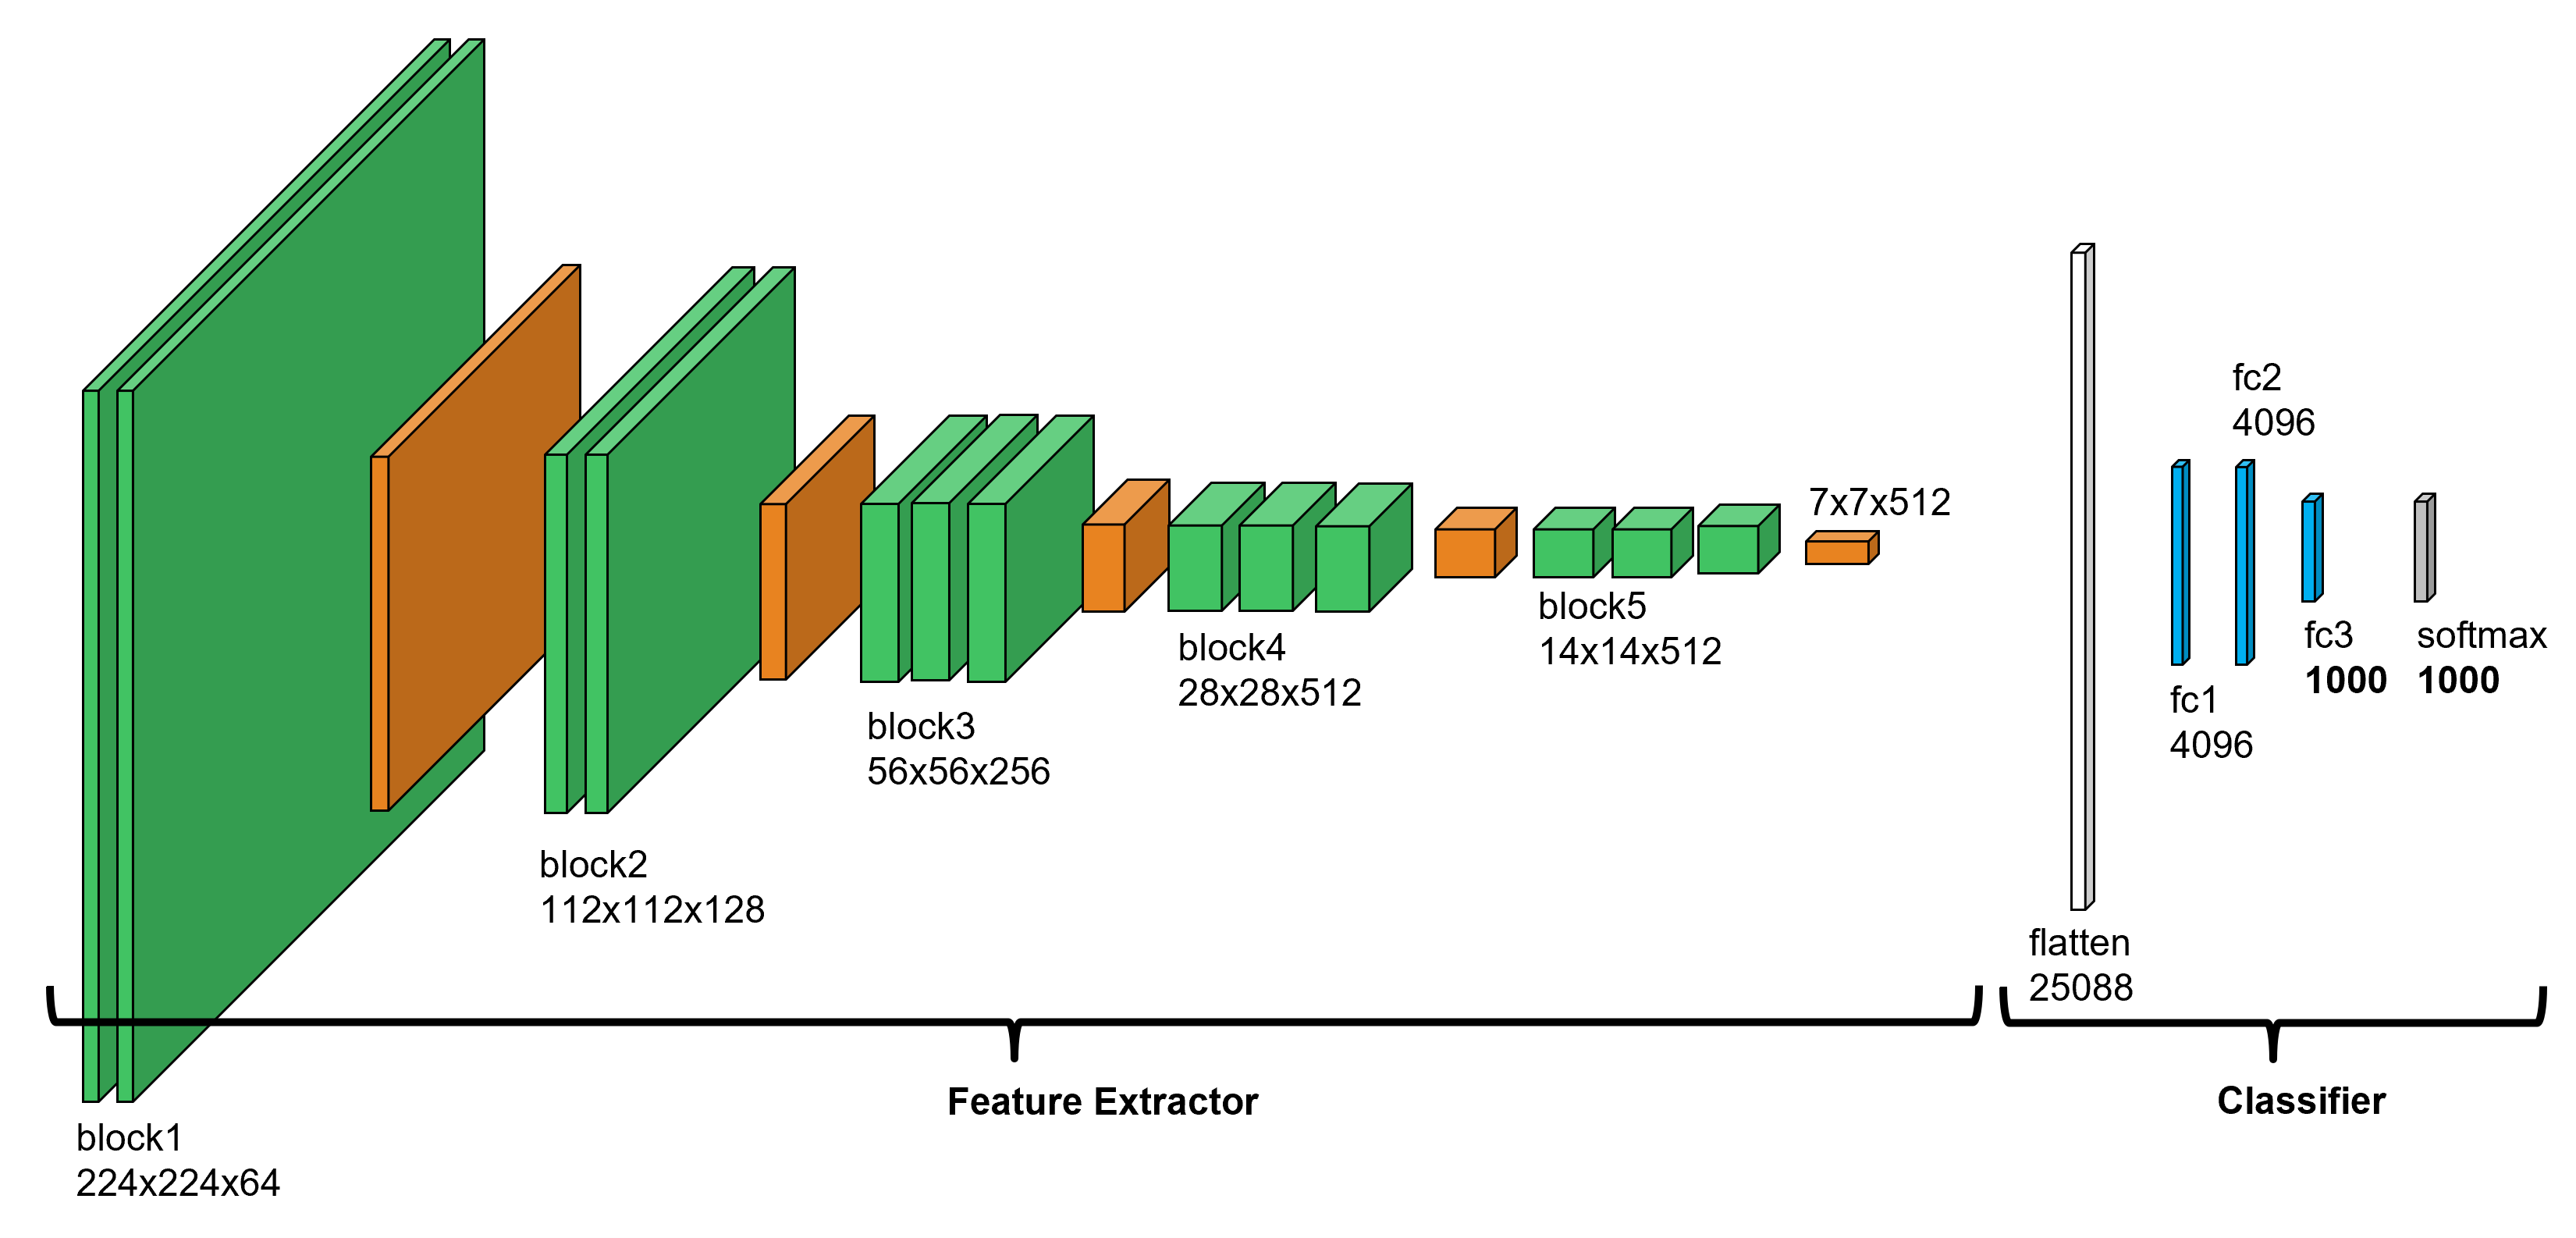 block1
224x224x64
block2
112x112x128
block3
56x56x256
block4
28x28x512
block5
14x14x512
7x7x512
flatten
25088
fc1
4096
fc2
4096
fc3
1000
softmax
1000
Feature Extractor
Classifier